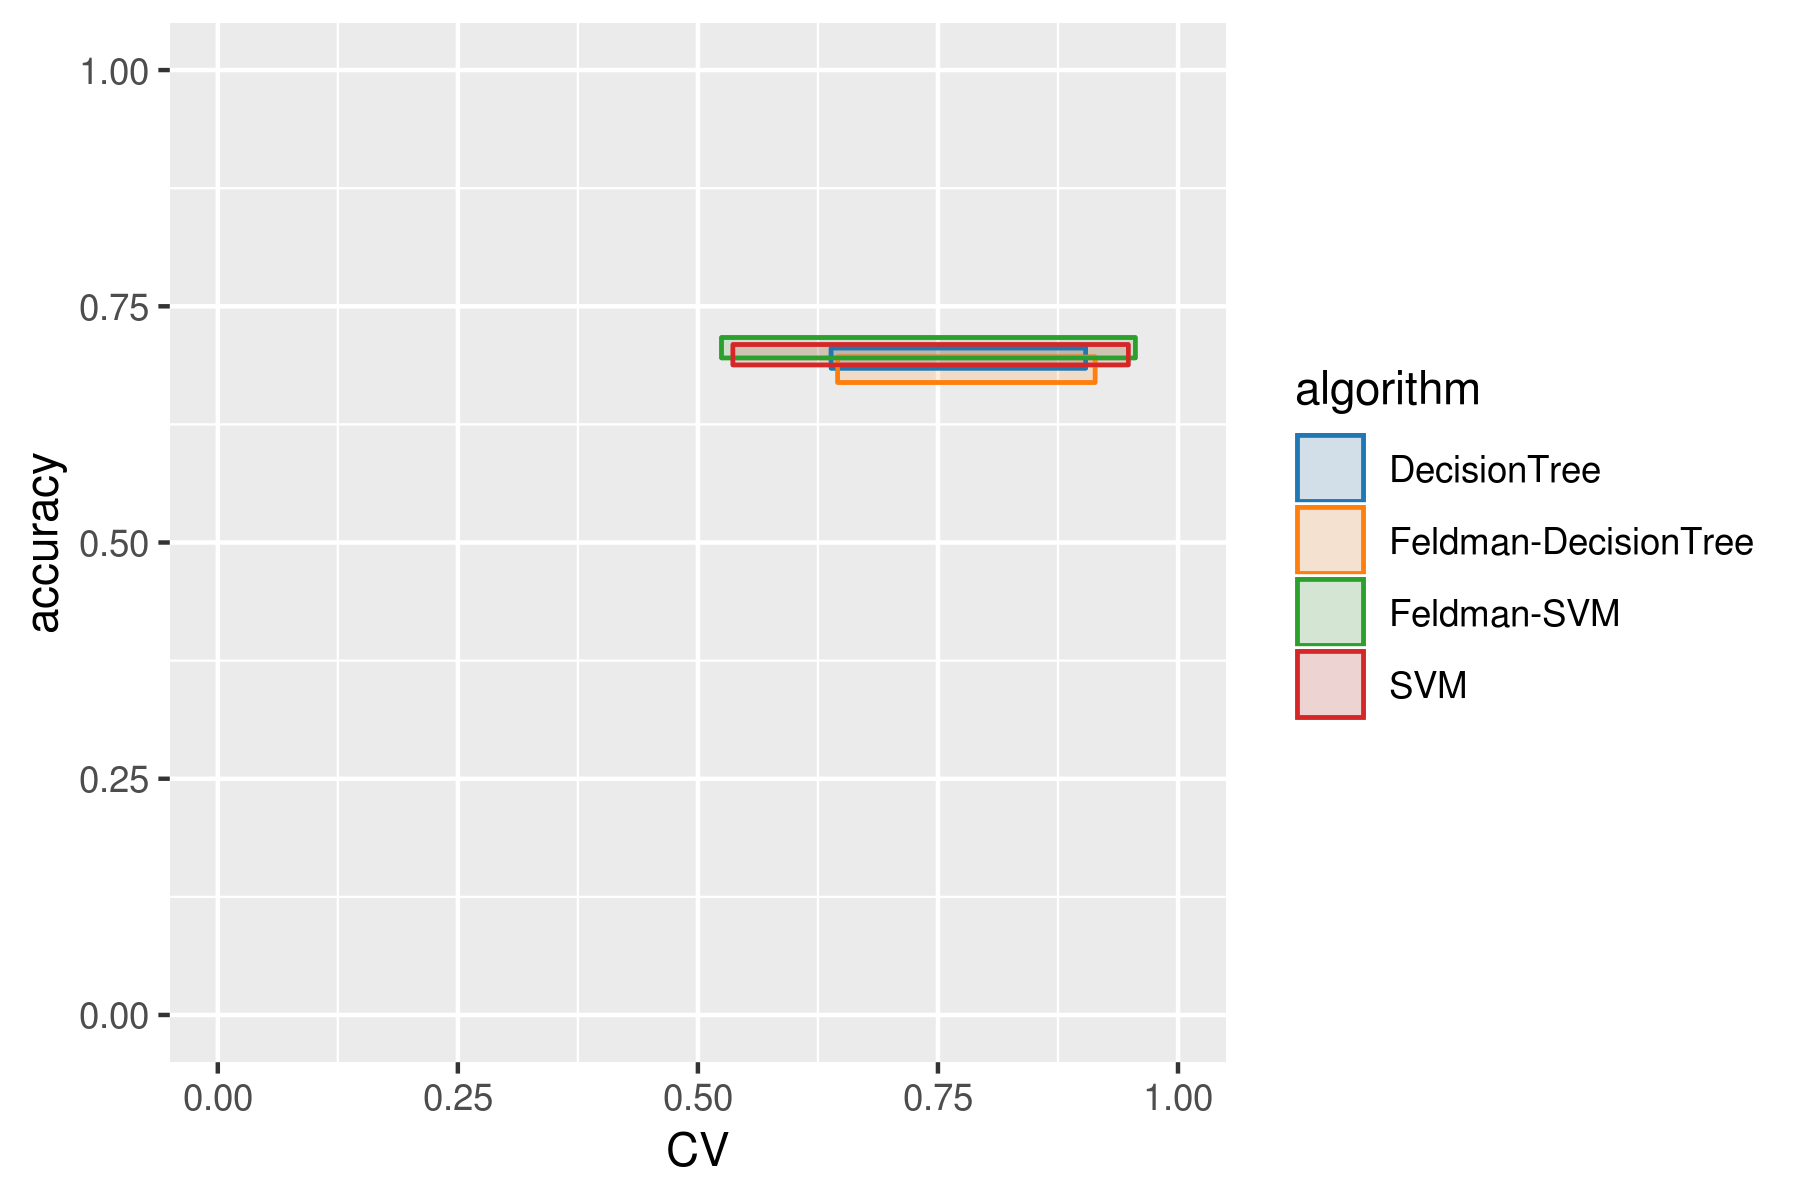 1.00
0.75
0.50
0.25
0.00
accuracy
0.00 0.25 0.50 0.75 1.00
CV
algorithm
DecisionTree
Feldman-DecisionTree
Feldman-SVM
SVM